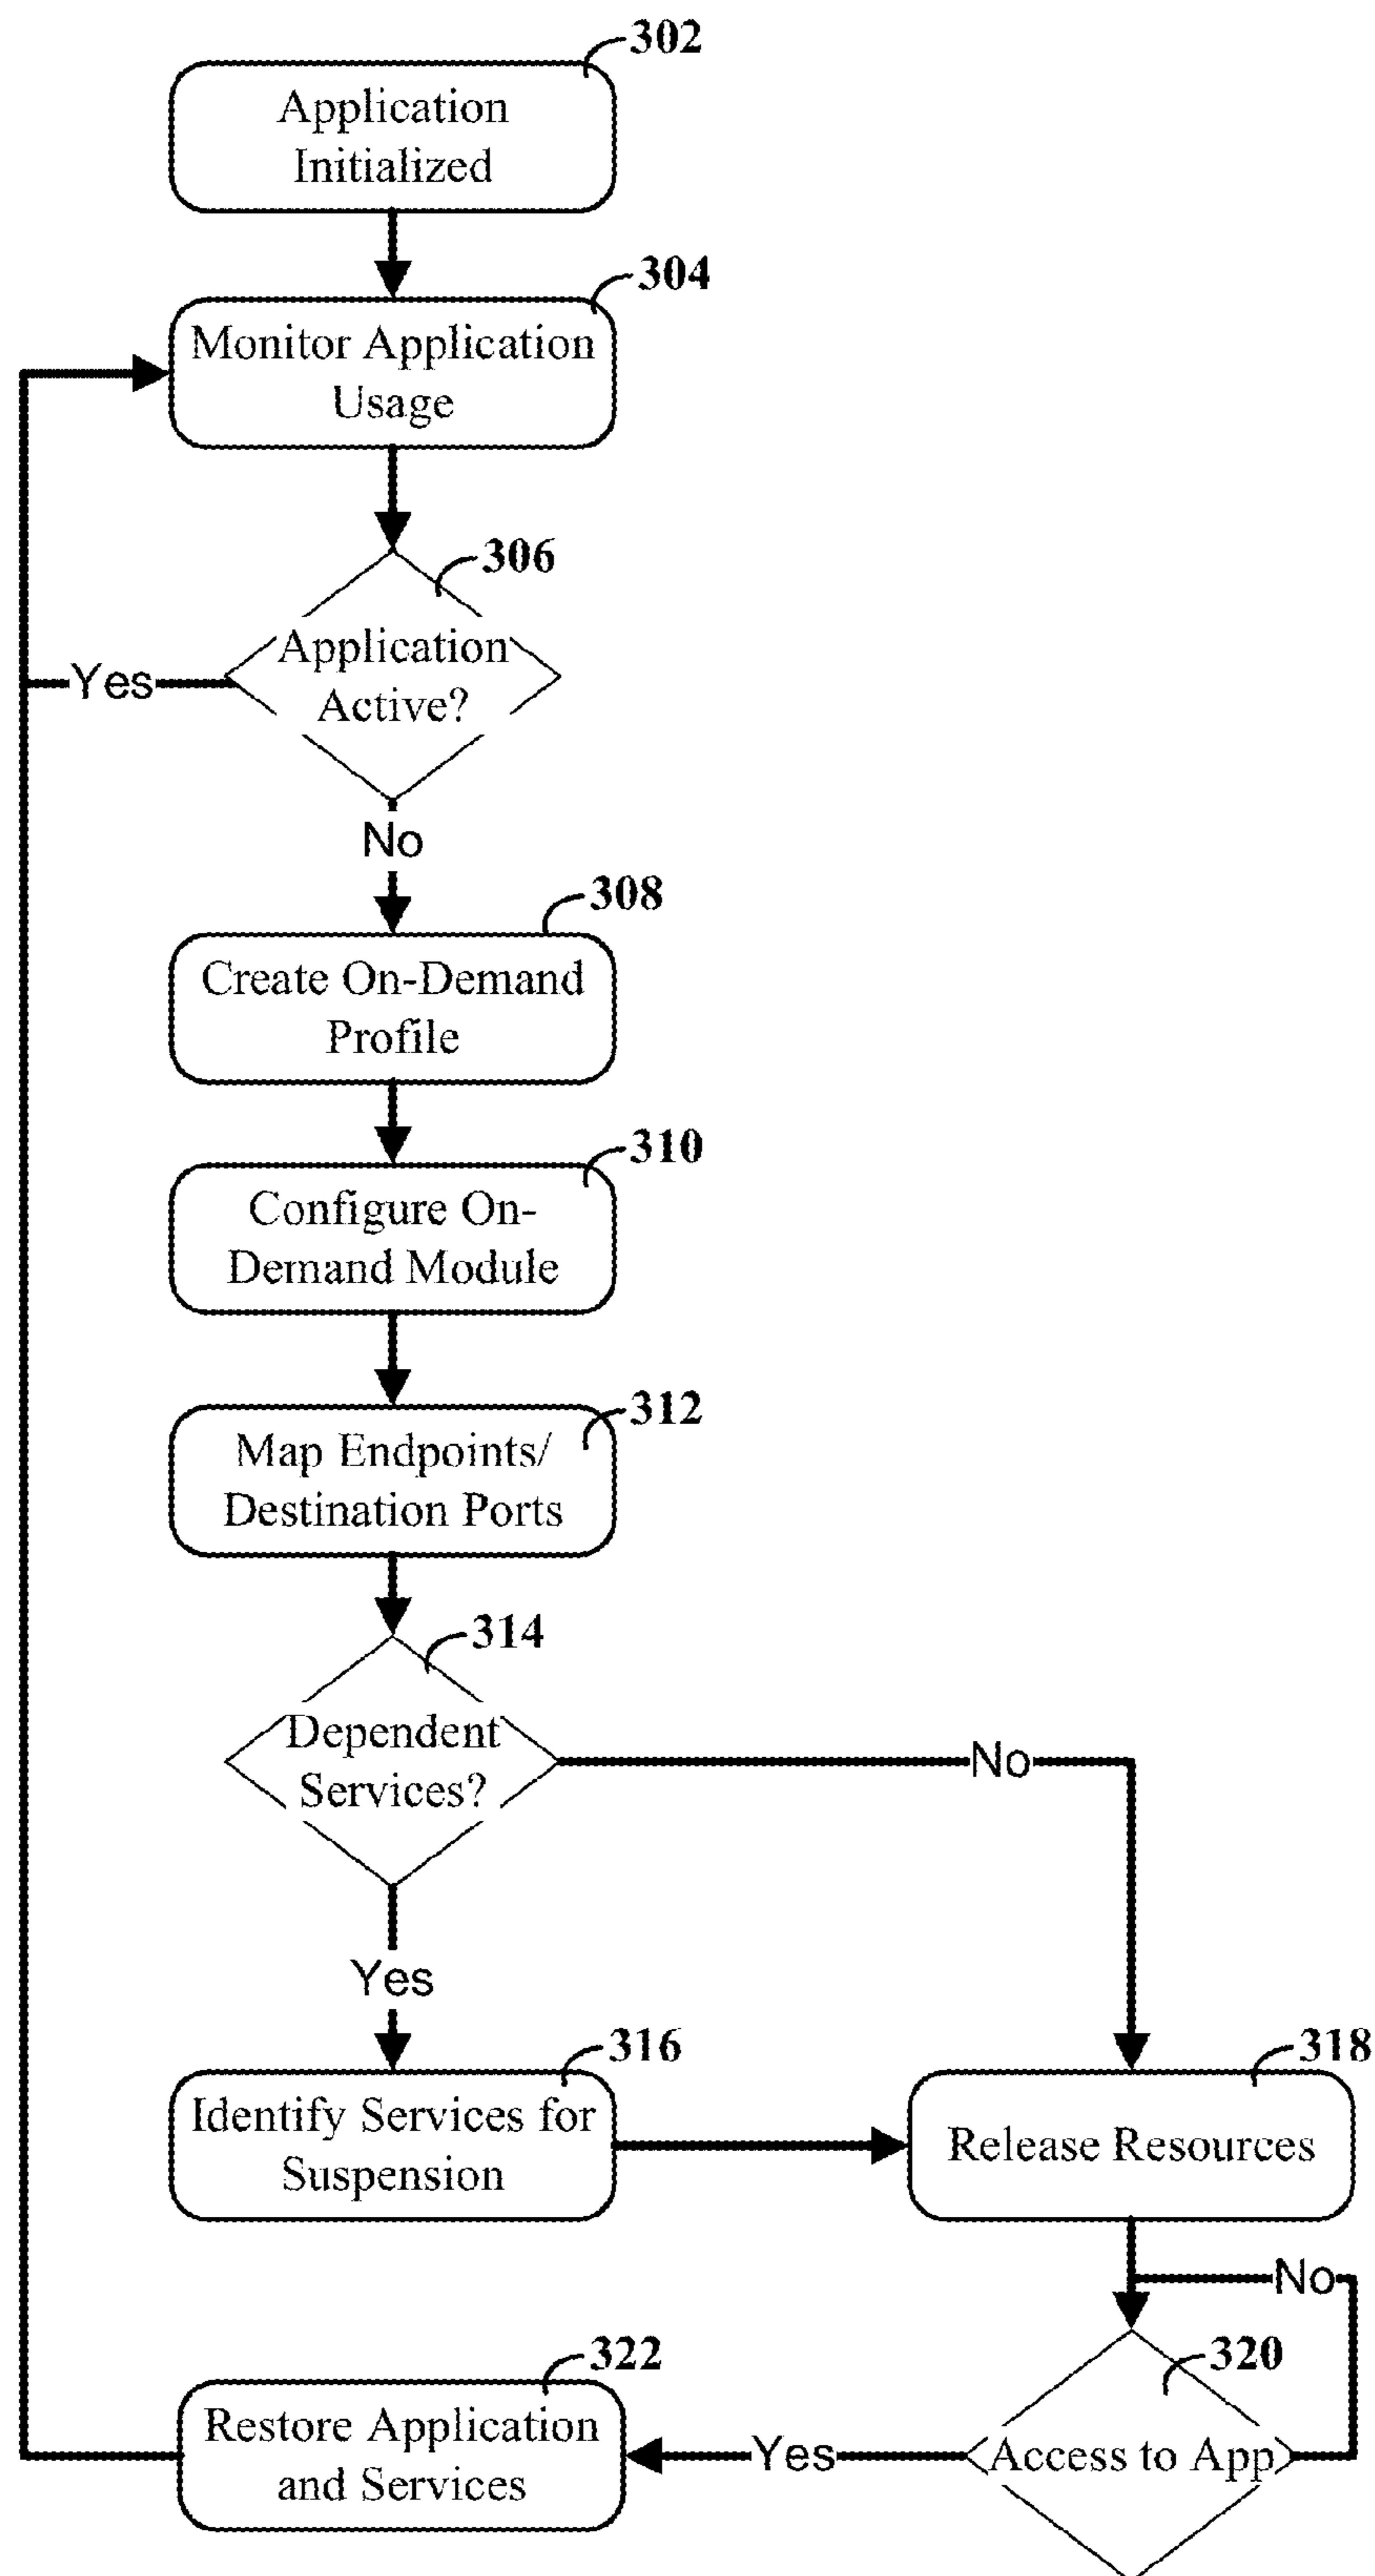 302
Application
Initialized
304
Monitor Application
Usage
306
Application
Active?
Yes
No
308
Create On-Demand
Profile
310
Configure On-
Demand Module
312
Map Endpoints/
Destination Ports
314
Dependent
Services?
No
Yes
316
Identify Services for
Suspension
318
Release Resources
No
320
Access to App
Yes
322
Restore Application
and Services